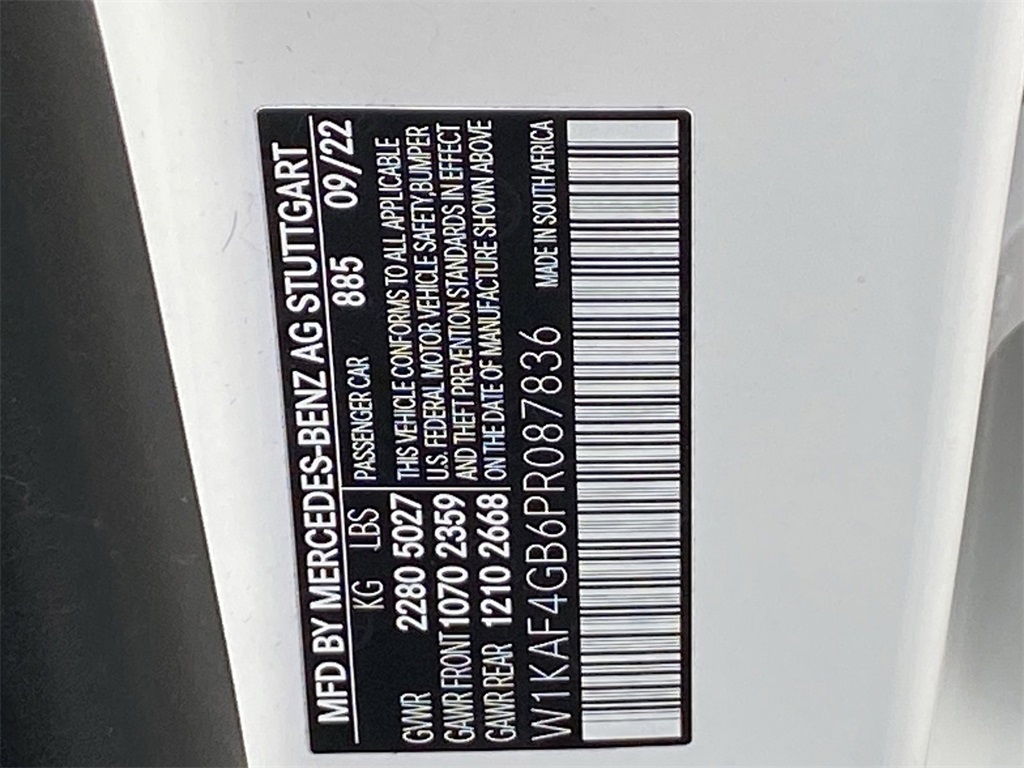 MFD BY MERCEDES-BENZ AG STUTTGART
KG LBS PASSENGER CAR 885 09/22
GVWR 2280 5027 THIS VEHICLE CONFORMS TO ALL APPLICABLE
GAWR FRONT 1070 2359 U.S. FEDERAL MOTOR VEHICLE SAFETY,BUMPER
GAWR REAR 1210 2668 AND THEFT PREVENTION STANDARDS IN EFFECT
ON THE DATE OF MANUFACTURE SHOWN ABOVE
W1KAF4GB6PR087836 MADE IN SOUTH AFRICA